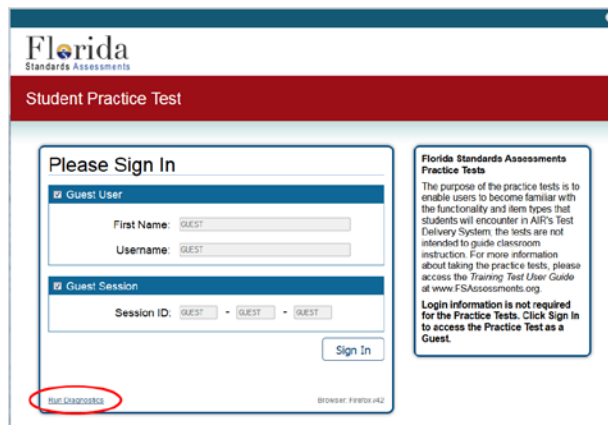 Florida
Standards Assessments
Student Practice Test
Please Sign In
Guest User
First Name: GUEST
Username: GUEST
Guest Session
Session ID: GUEST - GUEST - GUEST
Sign In
Run Diagnostics
Browser: Firefox v42
Florida Standards Assessments
Practice Tests
The purpose of the practice tests is to
enable users to become familiar with
the functionality and item types that
students will encounter in AIR's Test
Delivery System; the tests are not
intended to guide classroom
instruction. For more information
about taking the practice tests, please
access the Training Test User Guide
at www.FSAssessments.org.
Login information is not required
for the Practice Tests. Click Sign In
to access the Practice Test as a
Guest.